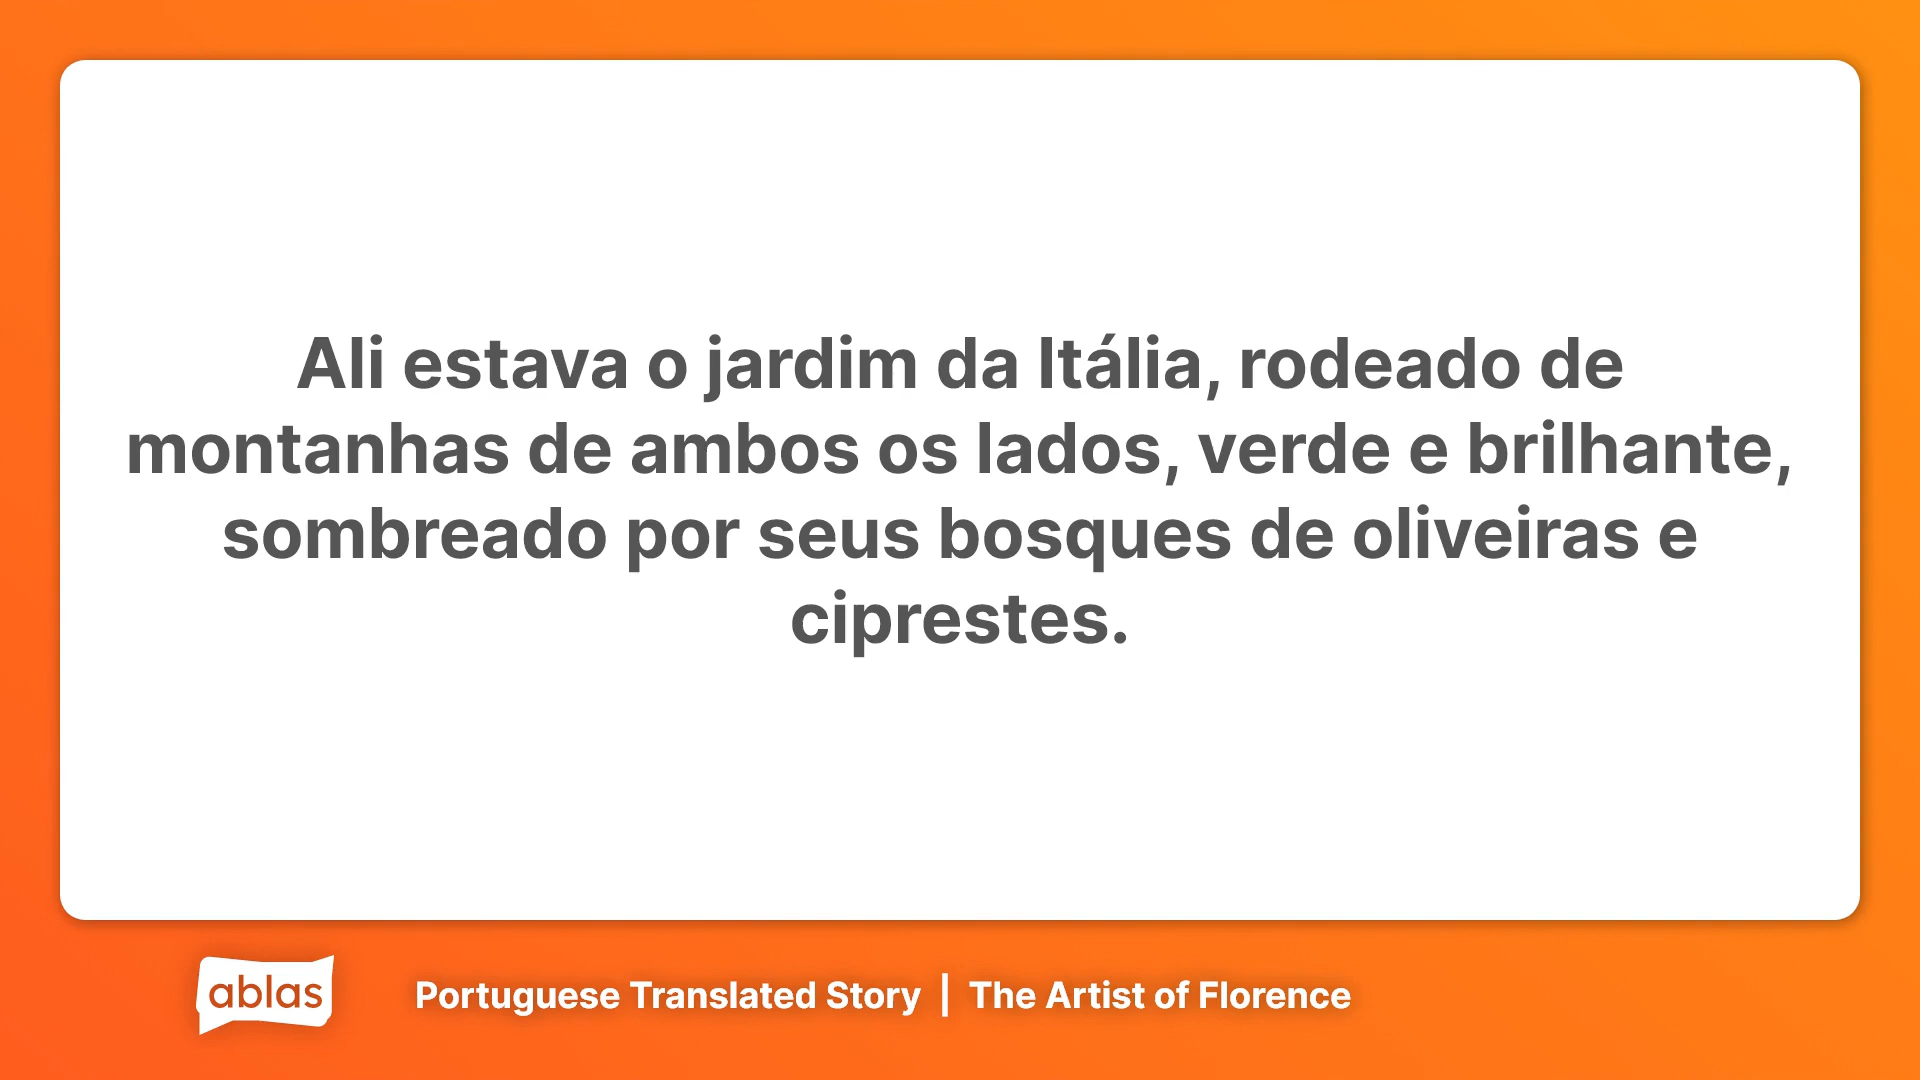 Ali estava o jardim da Itália, rodeado de
montanhas de ambos os lados, verde e brilhante,
sombreado por seus bosques de oliveiras e
ciprestes.
ablas
Portuguese Translated Story | The Artist of Florence